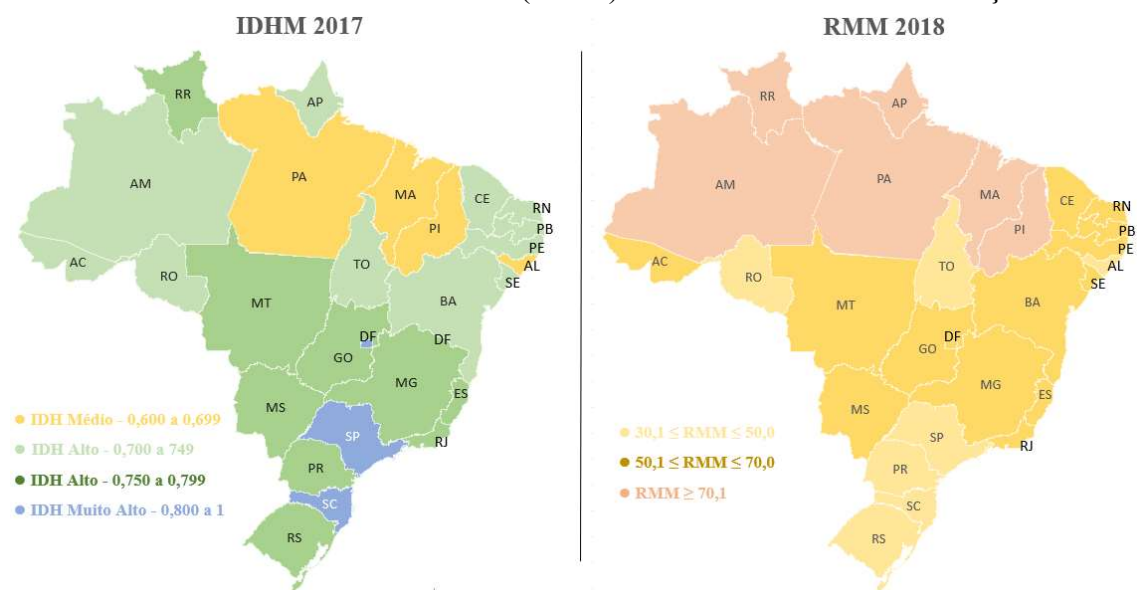 IDHM 2017
RR
AP
AM
PA
MA
CE
RN
PB
PI
PE
AL
AC
RO
TO
SE
BA
MT
DF
DF
GO
MG
ES
MS
SP
RJ
PR
SC
RS
IDH Médio - 0,600 a 0,699
IDH Alto - 0,700 a 749
IDH Alto - 0,750 a 0,799
IDH Muito Alto - 0,800 a 1
RMM 2018
RR
AP
AM
PA
MA
CE
RN
PB
PI
PE
AC
AL
RO
TO
SE
BA
MT
DF
GO
MG
ES
MS
SP
RJ
PR
SC
RS
30,1 ≤ RMM ≤ 50,0
50,1 ≤ RMM ≤ 70,0
RMM ≥ 70,1